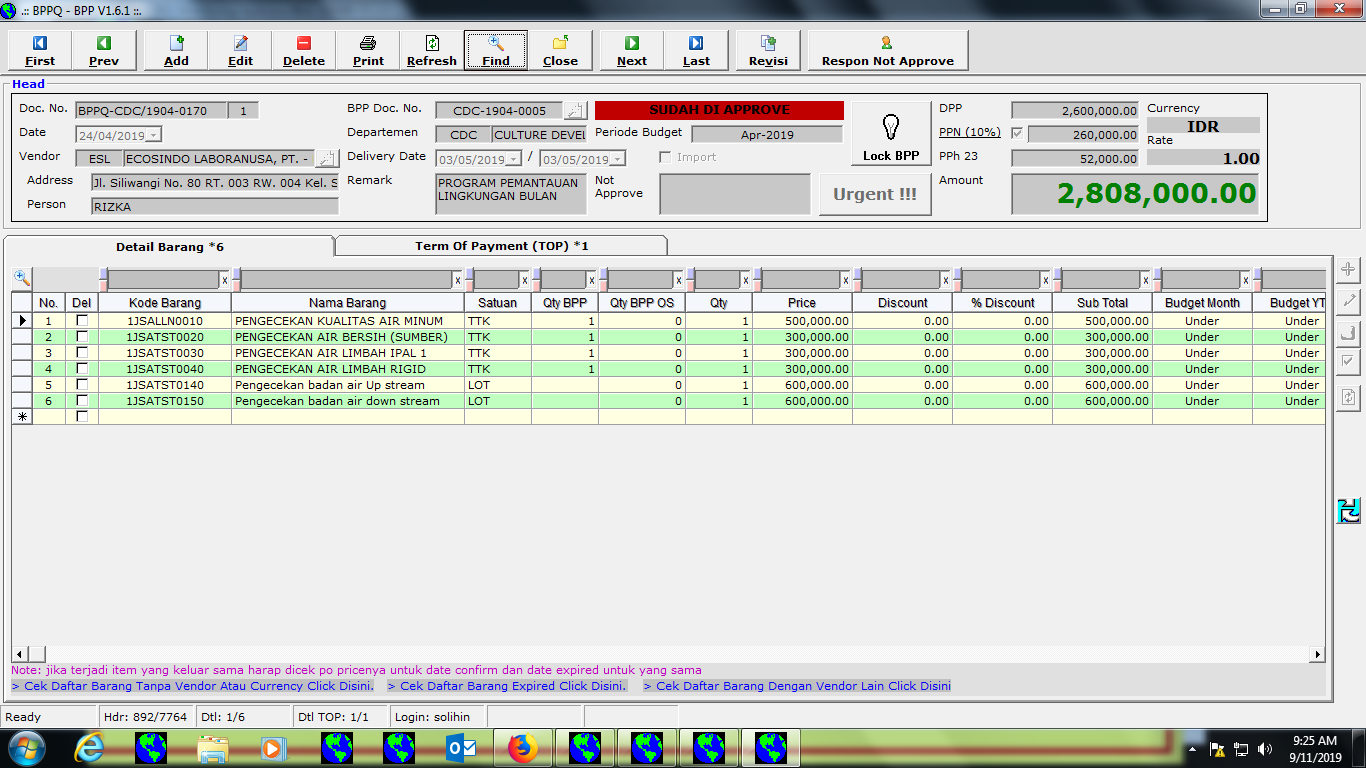 .:: BPPQ - BPP V1.6.1 ::.
First Prev Add Edit Delete Print Refresh Find Close Next Last Revisi Respon Not Approve
Head
Doc. No. BPPQ-CDC/1904-0170 1 BPP Doc. No. CDC-1904-0005 SUDAH DI APPROVE DPP 2,600,000.00 Currency
IDR
Date 24/04/2019 Departemen CDC CULTURE DEVEL Periode Budget Apr-2019 Lock BPP PPN (10%) 260,000.00 Rate
Vendor ESL ECOSINDO LABORANUSA, PT. - Delivery Date 03/05/2019 / 03/05/2019 Import PPh 23 52,000.00 1.00
Address Jl. Siliwangi No. 80 RT. 003 RW. 004 Kel. S Remark PROGRAM PEMANTAUAN LINGKUNGAN BULAN Not Approve Urgent !!! Amount 2,808,000.00
Person RIZKA
Detail Barang *6 Term Of Payment (TOP) *1
x x x x x x x x x x x
No. Del Kode Barang Nama Barang Satuan Qty BPP Qty BPP OS Qty Price Discount % Discount Sub Total Budget Month Budget YT
1 1JSALLN0010 PENGECEKAN KUALITAS AIR MINUM TTK 1 0 1 500,000.00 0.00 0.00 500,000.00 Under Under
2 1JSATST0020 PENGECEKAN AIR BERSIH (SUMBER) TTK 1 0 1 300,000.00 0.00 0.00 300,000.00 Under Under
3 1JSATST0030 PENGECEKAN AIR LIMBAH IPAL 1 TTK 1 0 1 300,000.00 0.00 0.00 300,000.00 Under Under
4 1JSATST0040 PENGECEKAN AIR LIMBAH RIGID TTK 1 0 1 300,000.00 0.00 0.00 300,000.00 Under Under
5 1JSATST0140 Pengecekan badan air Up stream LOT 0 1 600,000.00 0.00 0.00 600,000.00 Under Under
6 1JSATST0150 Pengecekan badan air down stream LOT 0 1 600,000.00 0.00 0.00 600,000.00 Under Under
Note: jika terjadi item yang keluar sama harap dicek po pricenya untuk date confirm dan date expired untuk yang sama
> Cek Daftar Barang Tanpa Vendor Atau Currency Click Disini. > Cek Daftar Barang Expired Click Disini. > Cek Daftar Barang Dengan Vendor Lain Click Disini
Ready Hdr: 892/7764 Dtl: 1/6 Dtl TOP: 1/1 Login: solihin
9:25 AM
9/11/2019